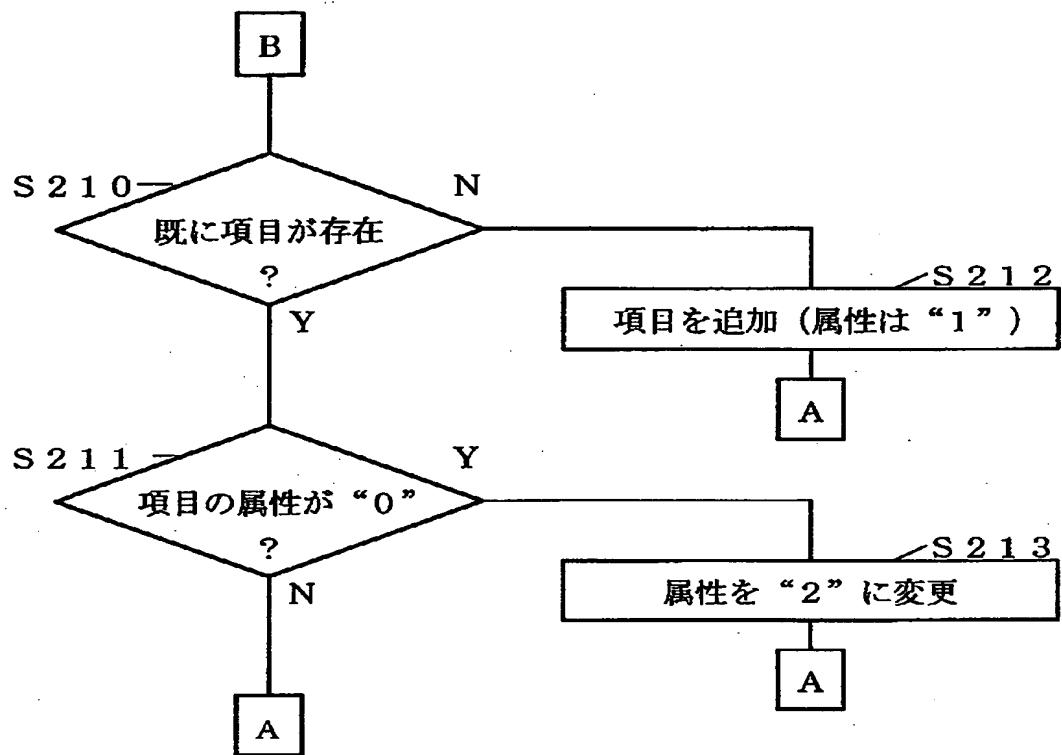 B
S210
N
既に項目が存在
?
Y
S212
項目を追加(属性は“1”)
A
S211
Y
項目の属性が“0”
?
N
S213
属性を“2”に変更
A
A